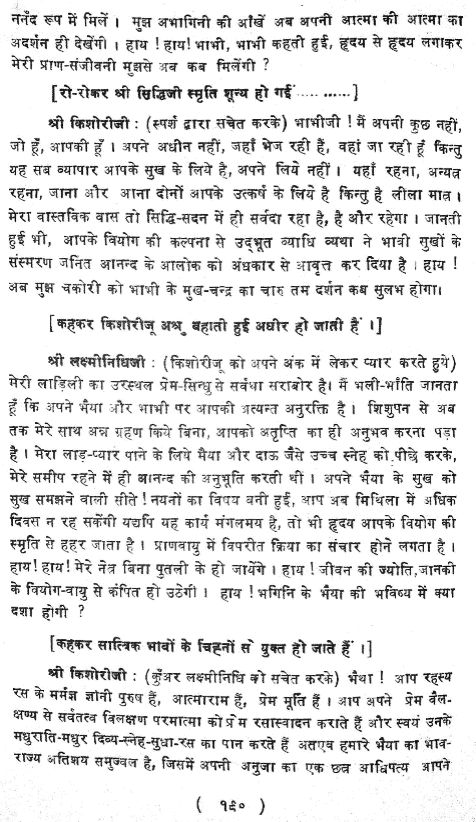 ननँद रूप में मिलें । मुझ अभागिनी की आँखें अब अपनी आत्मा की आत्मा का
अदर्शन ही देखेंगी । हाय ! हाय! भाभी, भाभी कहती हुई, हृदय से हृदय लगाकर
मेरी प्राण-संजीवनी मुझसे अब कब मिलेंगी ?
[रो-रोकर श्री सिद्धिजी स्मृति शून्य हो गईं ..... ......]
श्री किशोरीजी : (स्पर्श द्वारा सचेत करके) भाभीजी ! मैं अपनी कुछ नहीं,
जो हूँ, आपकी हूँ । अपने अधीन नहीं, जहाँ भेज रही हैं, वहां जा रही हूँ किन्तु
यह सब व्यापार आपके सुख के लिये है, अपने लिये नहीं । यहाँ रहना, अन्यत्र
रहना, जाना और आना दोनों आपके उत्कर्ष के लिये है किन्तु है लीला मात्र ।
मेरा वास्तविक वास तो सिद्धि-सदन में ही सर्वदा रहा है, है और रहेगा । जानती
हुई भी, आपके वियोग की कल्पना से उद्भूत व्याधि व्यथा ने भावी सुखों के
संस्मरण जनित आनन्द के आलोक को अंधकार से आवृत्त कर दिया है । हाय !
अब मुझ चकोरी को भाभी के मुख-चन्द्र का चारु तम दर्शन कब सुलभ होगा ।
[कहकर किशोरीजू अश्रु बहाती हुई अधीर हो जाती हैं ।]
श्री लक्ष्मीनिधिजी : (किशोरीजू को अपने अंक में लेकर प्यार करते हुये)
मेरी लाड़िली का उरस्थल प्रेम-सिन्धु से सर्वथा सराबोर है। मैं भली-भाँति जानता
हूँ कि अपने भैया और भाभी पर आपकी अत्यन्त अनुरक्ति है । शिशुपन से अब
तक मेरे साथ अन्न ग्रहण किये बिना, आपको अतृप्ति का ही अनुभव करना पड़ा
है । मेरा लाड़-प्यार पाने के लिये मैया और दाऊ जैसे उच्च स्नेह को पीछे करके,
मेरे समीप रहने में ही आनन्द की अनुभूति करती थी । अपने भैया के सुख को
सुख समझने वाली सीते ! नयनों का विषय बनी हुई, आप अब मिथिला में अधिक
दिवस न रह सकेंगी यद्यपि यह कार्य मंगलमय है, तो भी हृदय आपके वियोग की
स्मृति से हहर जाता है । प्राणवायु में विपरीत क्रिया का संचार होने लगता है ।
हाय! हाय! मेरे नेत्र बिना पुतली के हो जायेंगे । हाय ! जीवन की ज्योति, जानकी
के वियोग-वायु से कंपित हो उठेगी । हाय ! भगिनि के भैया की भविष्य में क्या
दशा होगी ?
[कहकर सात्विक भावों के चिह्नों से युक्त हो जाते हैं ।]
श्री किशोरीजी : (कुँअर लक्ष्मीनिधि को सचेत करके) भैया ! आप रहस्य
रस के मर्मज्ञ ज्ञानी पुरुष हैं, आत्माराम हैं, प्रेम मूर्ति हैं । आप अपने प्रेम वैल-
क्षण्य से सर्वतत्व विलक्षण परमात्मा को प्रेम रसास्वादन कराते हैं और स्वयं उनके
मधुराति-मधुर दिव्य-स्नेह-सुधा-रस का पान करते हैं अतएव हमारे भैया का भाव-
राज्य अतिशय समुज्वल है, जिसमें अपनी अनुजा का एक छत्र आधिपत्य आपने
( १९० )